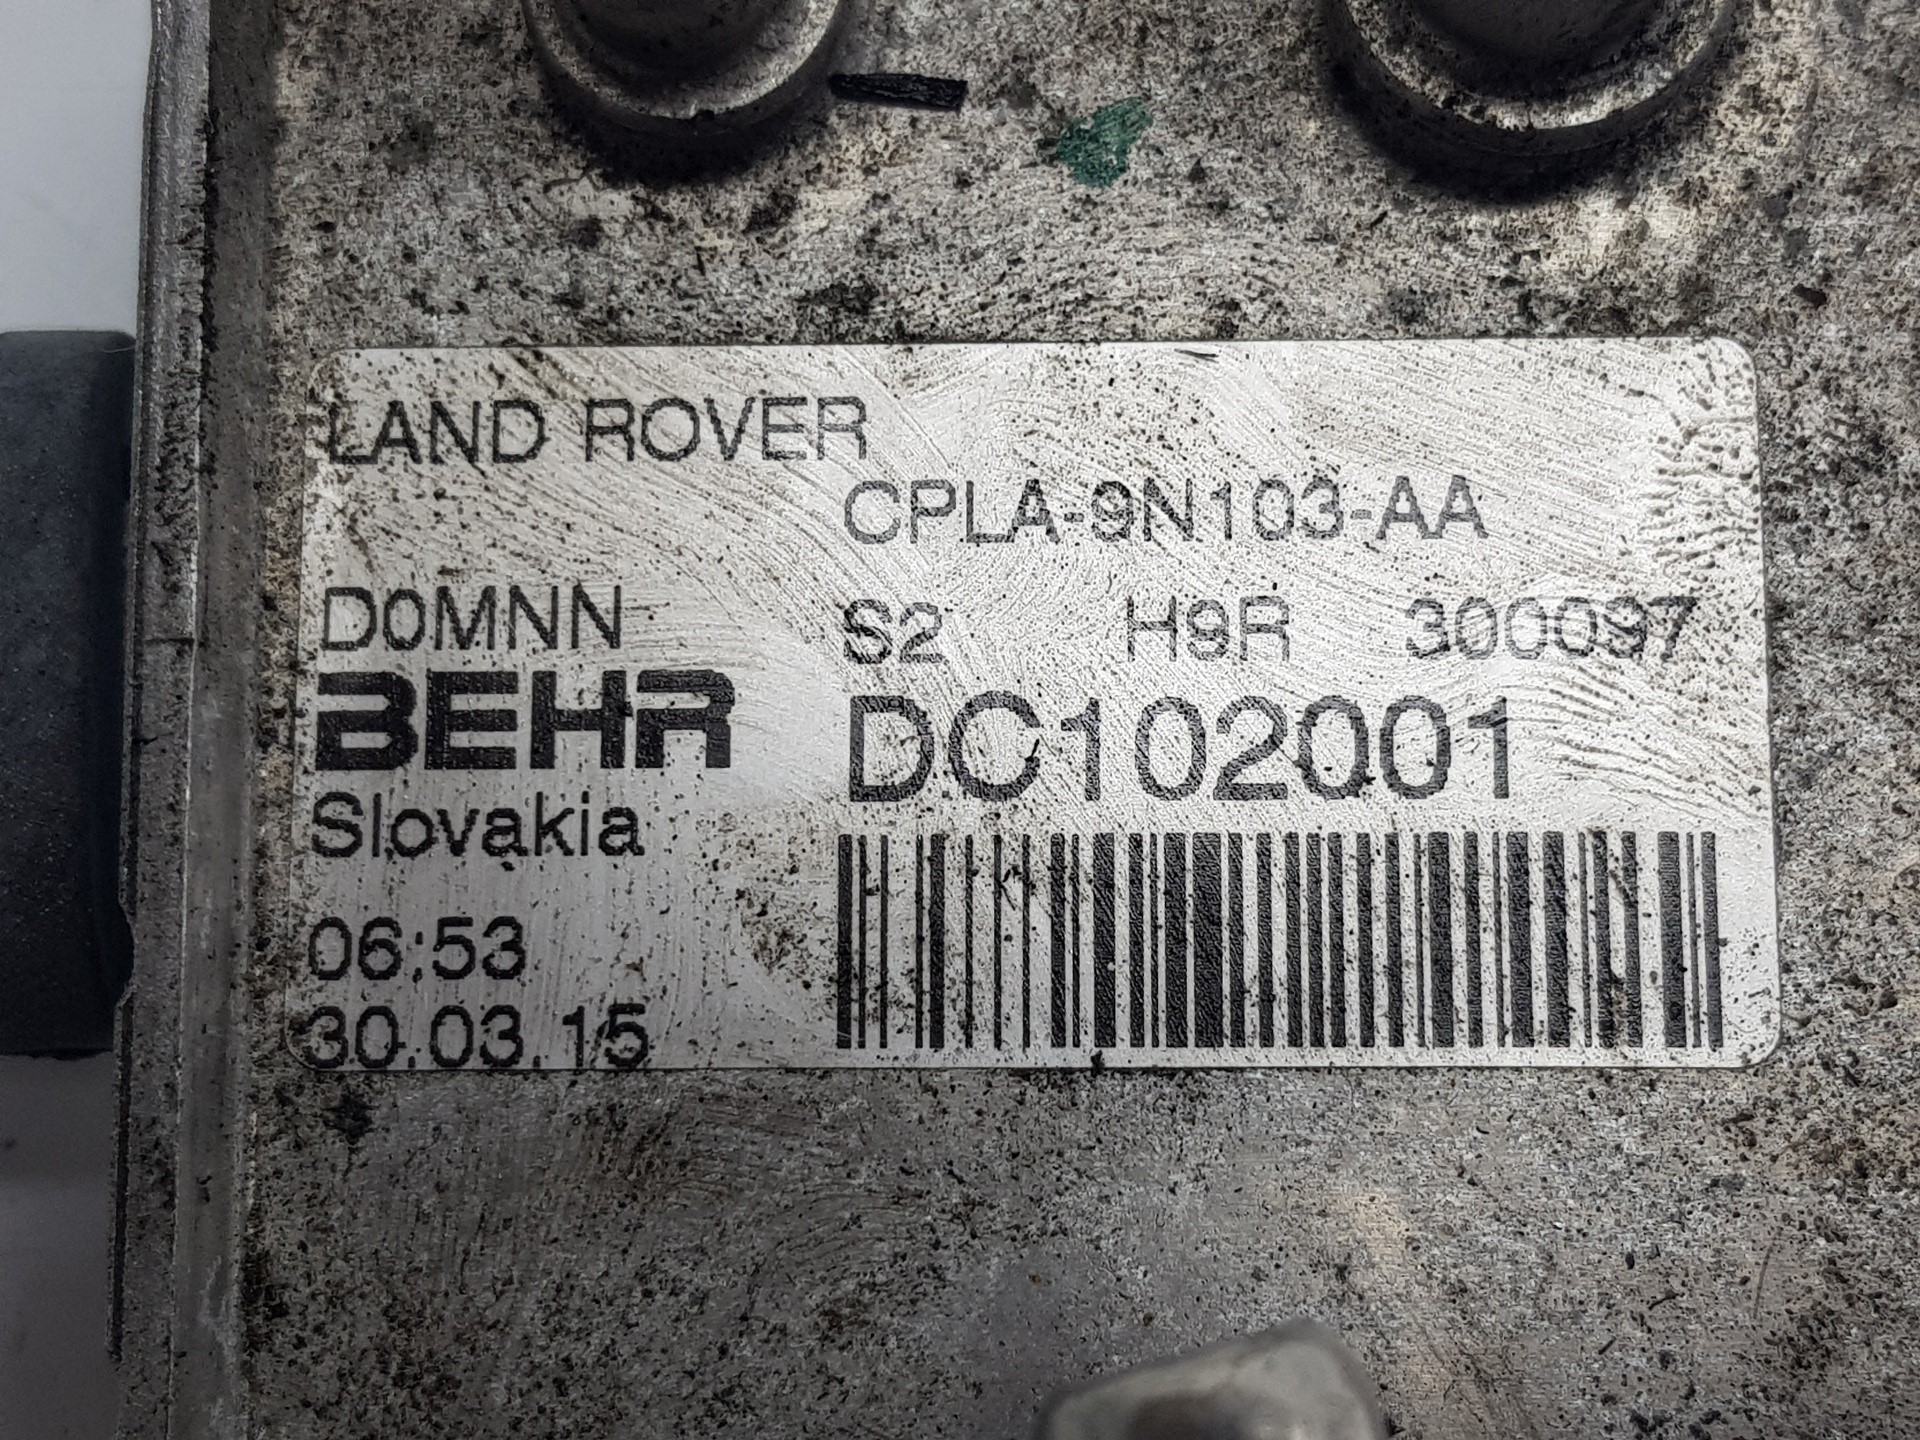 LAND ROVER
CPLA-9N103-AA
D0MNN S2 H9R 300097
BEHR DC102001
Slovakia
06:53
30.03.15